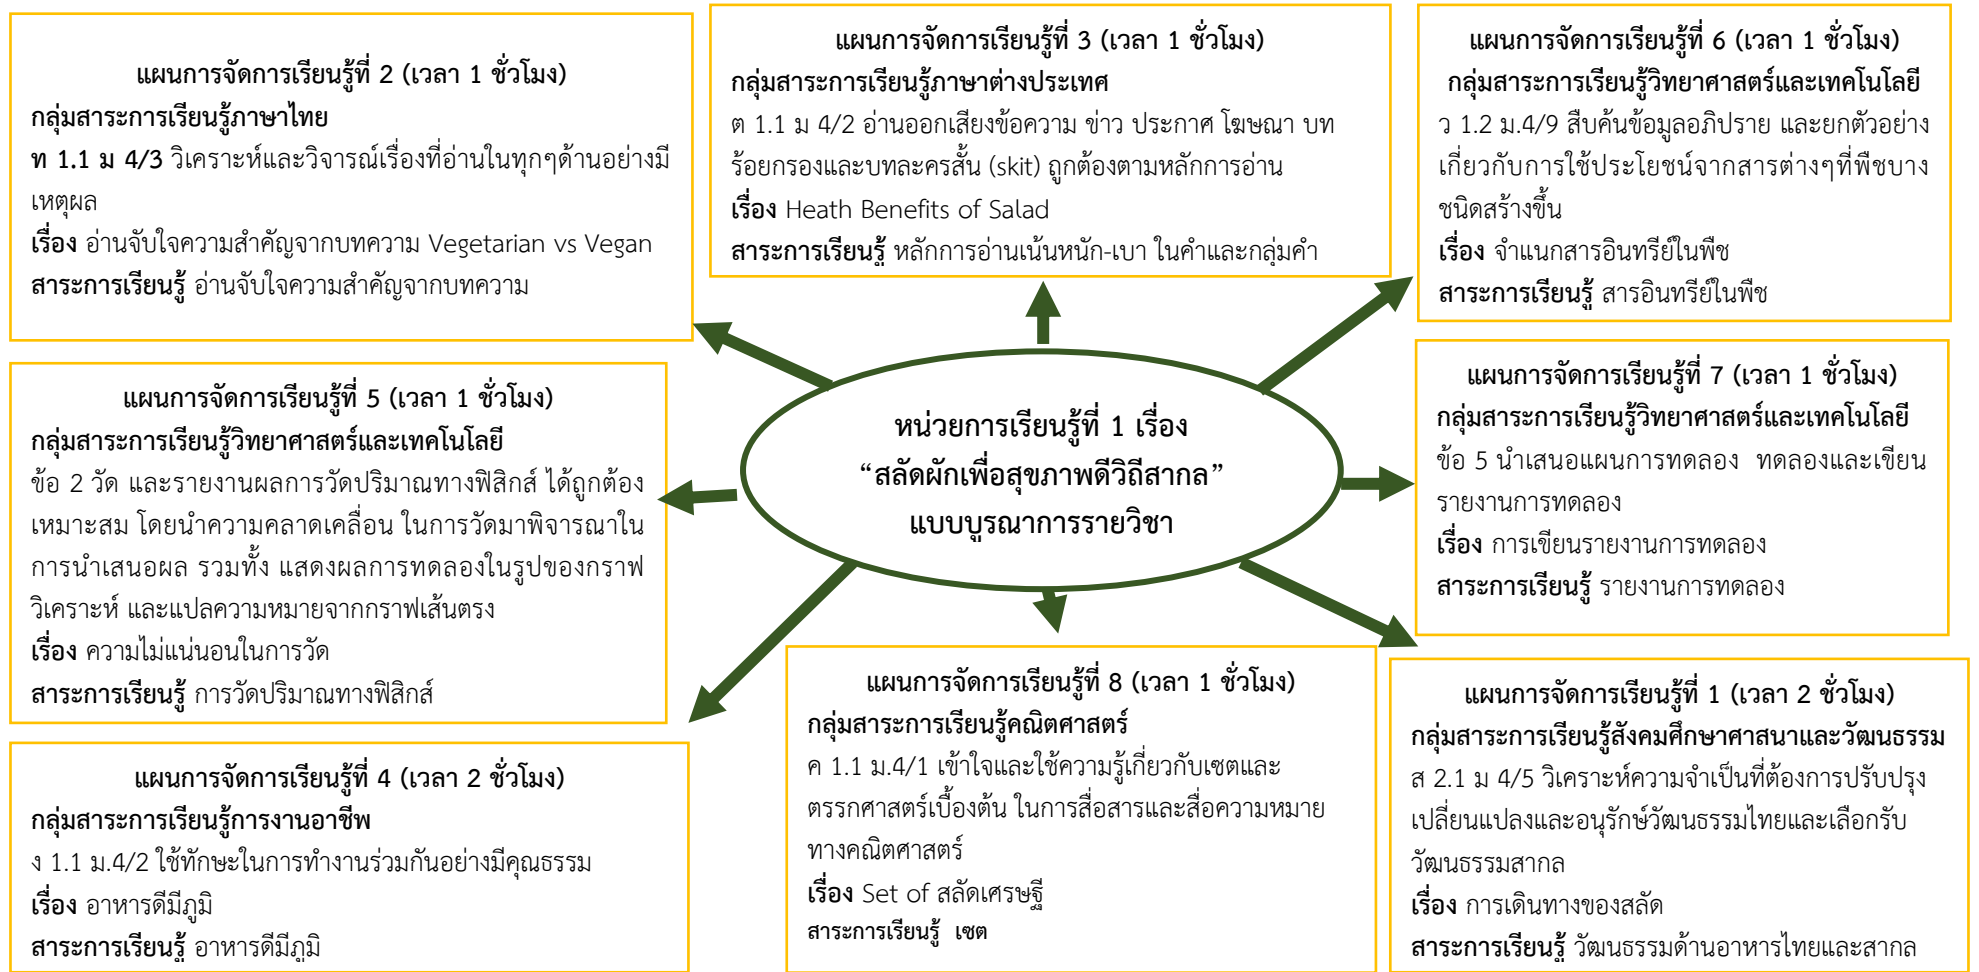 แผนการจัดการเรียนรู้ที่ 2 (เวลา 1 ชั่วโมง)
กลุ่มสาระการเรียนรู้ภาษาไทย
ท 1.1 ม 4/3 วิเคราะห์และวิจารณ์เรื่องที่อ่านในทุกๆด้านอย่างมี
เหตุผล
เรื่อง อ่านจับใจความสำคัญจากบทความ Vegetarian vs Vegan
สาระการเรียนรู้ อ่านจับใจความสำคัญจากบทความ
แผนการจัดการเรียนรู้ที่ 3 (เวลา 1 ชั่วโมง)
กลุ่มสาระการเรียนรู้ภาษาต่างประเทศ
ต 1.1 ม 4/2 อ่านออกเสียงข้อความ ข่าว ประกาศ โฆษณา บท
ร้อยกรองและบทละครสั้น (skit) ถูกต้องตามหลักการอ่าน
เรื่อง Heath Benefits of Salad
สาระการเรียนรู้ หลักการอ่านเน้นหนัก-เบา ในคำและกลุ่มคำ
แผนการจัดการเรียนรู้ที่ 6 (เวลา 1 ชั่วโมง)
กลุ่มสาระการเรียนรู้วิทยาศาสตร์และเทคโนโลยี
ว 1.2 ม.4/9 สืบค้นข้อมูลอภิปราย และยกตัวอย่าง
เกี่ยวกับการใช้ประโยชน์จากสารต่างๆที่พืชบาง
ชนิดสร้างขึ้น
เรื่อง จำแนกสารอินทรีย์ในพืช
สาระการเรียนรู้ สารอินทรีย์ในพืช
แผนการจัดการเรียนรู้ที่ 5 (เวลา 1 ชั่วโมง)
กลุ่มสาระการเรียนรู้วิทยาศาสตร์และเทคโนโลยี
ข้อ 2 วัด และรายงานผลการวัดปริมาณทางฟิสิกส์ ได้ถูกต้อง
เหมาะสม โดยนำความคลาดเคลื่อน ในการวัดมาพิจารณาใน
การนำเสนอผล รวมทั้ง แสดงผลการทดลองในรูปของกราฟ
วิเคราะห์ และแปลความหมายจากกราฟเส้นตรง
เรื่อง ความไม่แน่นอนในการวัด
สาระการเรียนรู้ การวัดปริมาณทางฟิสิกส์
หน่วยการเรียนรู้ที่ 1 เรื่อง
“สลัดผักเพื่อสุขภาพดีวิถีสากล”
แบบบูรณาการรายวิชา
แผนการจัดการเรียนรู้ที่ 7 (เวลา 1 ชั่วโมง)
กลุ่มสาระการเรียนรู้วิทยาศาสตร์และเทคโนโลยี
ข้อ 5 นำเสนอแผนการทดลอง ทดลองและเขียน
รายงานการทดลอง
เรื่อง การเขียนรายงานการทดลอง
สาระการเรียนรู้ รายงานการทดลอง
แผนการจัดการเรียนรู้ที่ 4 (เวลา 2 ชั่วโมง)
กลุ่มสาระการเรียนรู้การงานอาชีพ
ง 1.1 ม.4/2 ใช้ทักษะในการทำงานร่วมกันอย่างมีคุณธรรม
เรื่อง อาหารดีมีภูมิ
สาระการเรียนรู้ อาหารดีมีภูมิ
แผนการจัดการเรียนรู้ที่ 8 (เวลา 1 ชั่วโมง)
กลุ่มสาระการเรียนรู้คณิตศาสตร์
ค 1.1 ม.4/1 เข้าใจและใช้ความรู้เกี่ยวกับเซตและ
ตรรกศาสตร์เบื้องต้น ในการสื่อสารและสื่อความหมาย
ทางคณิตศาสตร์
เรื่อง Set of สลัดเศรษฐี
สาระการเรียนรู้ เซต
แผนการจัดการเรียนรู้ที่ 1 (เวลา 2 ชั่วโมง)
กลุ่มสาระการเรียนรู้สังคมศึกษาศาสนาและวัฒนธรรม
ส 2.1 ม 4/5 วิเคราะห์ความจำเป็นที่ต้องการปรับปรุง
เปลี่ยนแปลงและอนุรักษ์วัฒนธรรมไทยและเลือกรับ
วัฒนธรรมสากล
เรื่อง การเดินทางของสลัด
สาระการเรียนรู้ วัฒนธรรมด้านอาหารไทยและสากล